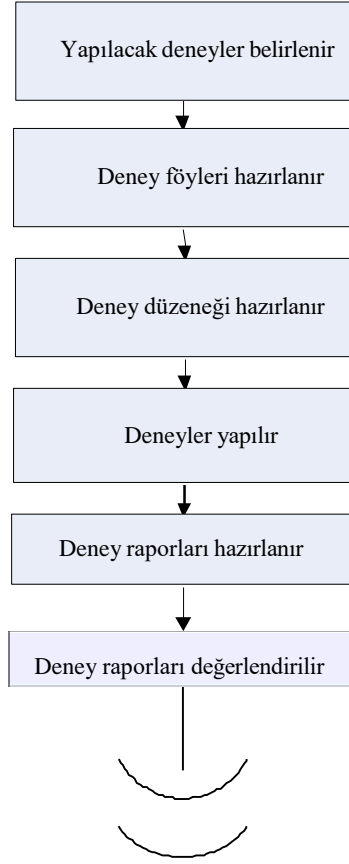 Yapılacak deneyler belirlenir
Deney föyleri hazırlanır
Deney düzeneği hazırlanır
Deneyler yapılır
Deney raporları hazırlanır
Deney raporları değerlendirilir